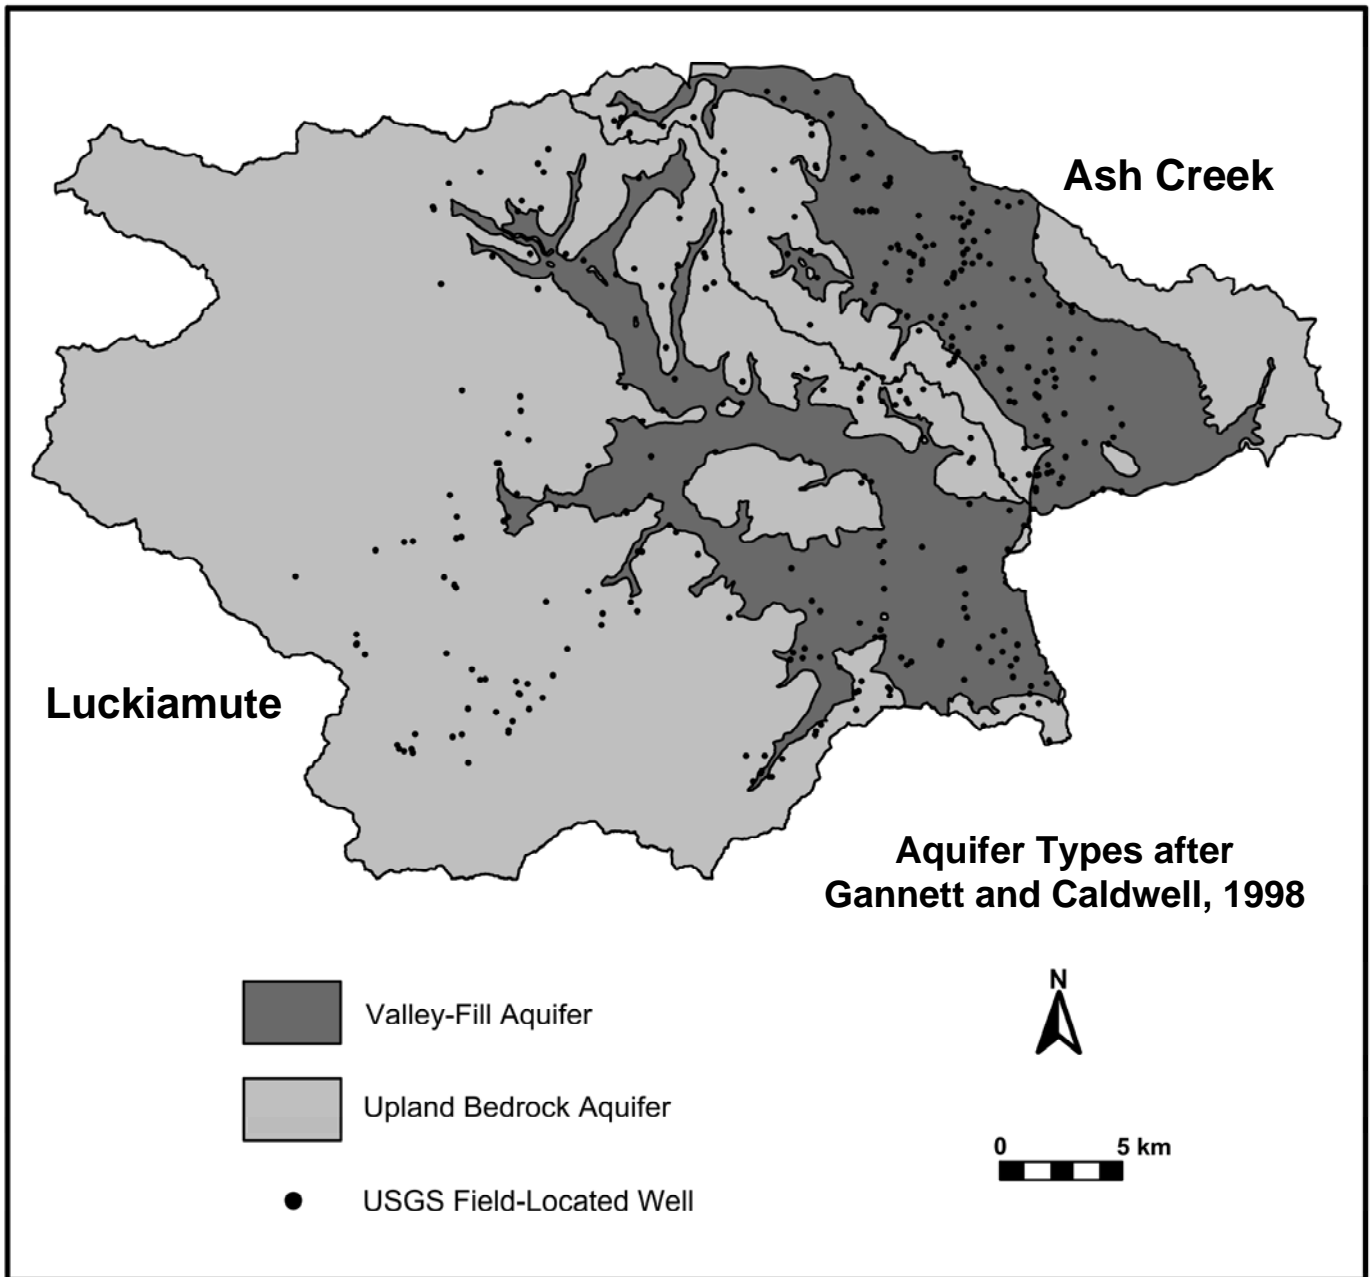 Ash Creek
Luckiamute
Aquifer Types after
Gannett and Caldwell, 1998
Valley-Fill Aquifer
N
Upland Bedrock Aquifer
0 5 km
USGS Field-Located Well